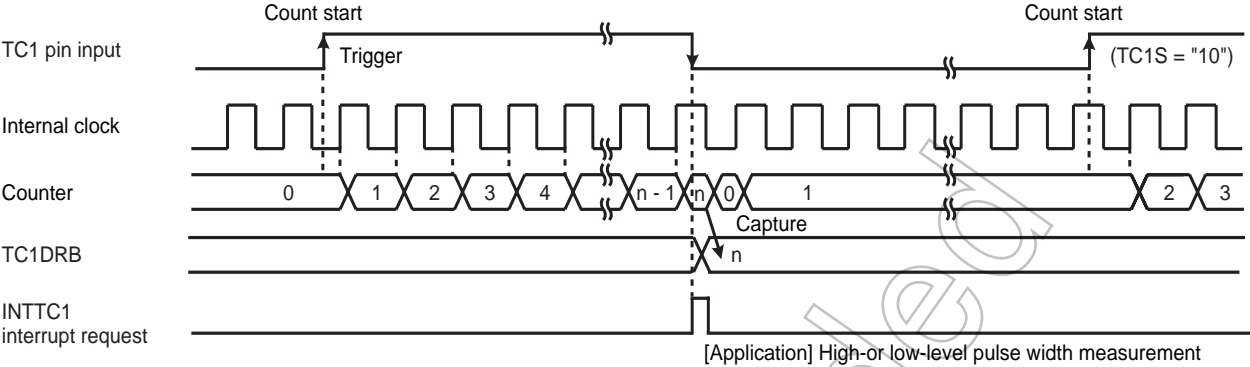 Count start Count start
TC1 pin input
Trigger
(TC1S = "10")
Internal clock
Counter 0 1 2 3 4 n - 1 n 0 1 2 3
Capture
TC1DRB n
INTTC1
interrupt request
[Application] High-or low-level pulse width measurement